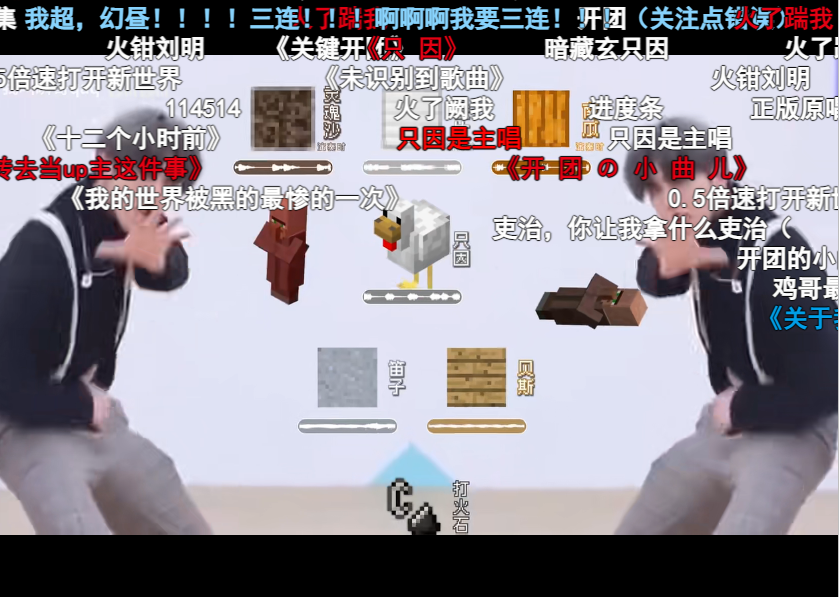 集 我超，幻昼！！！！三连！！！啊啊啊我要三连！！
开团（关注点错误）
火了踹我
火了踹我
火钳刘明
《关键开
《只 因》
暗藏玄只因
火了
5倍速打开新世界
《未识别到歌曲》
火钳刘明
114514
火了阙我
进度条
正版原唱
《十二个小时前》
只因是主唱
只因是主唱
转去当up主这件事》
《开 团 の 小 曲 儿》
《我的世界被黑的最惨的一次》
0.5倍速打开新世
吏治，你让我拿什么吏治（
开团的小
鸡哥最
《关于我
灵魂沙
南瓜
只因
笛子
贝斯
打火石